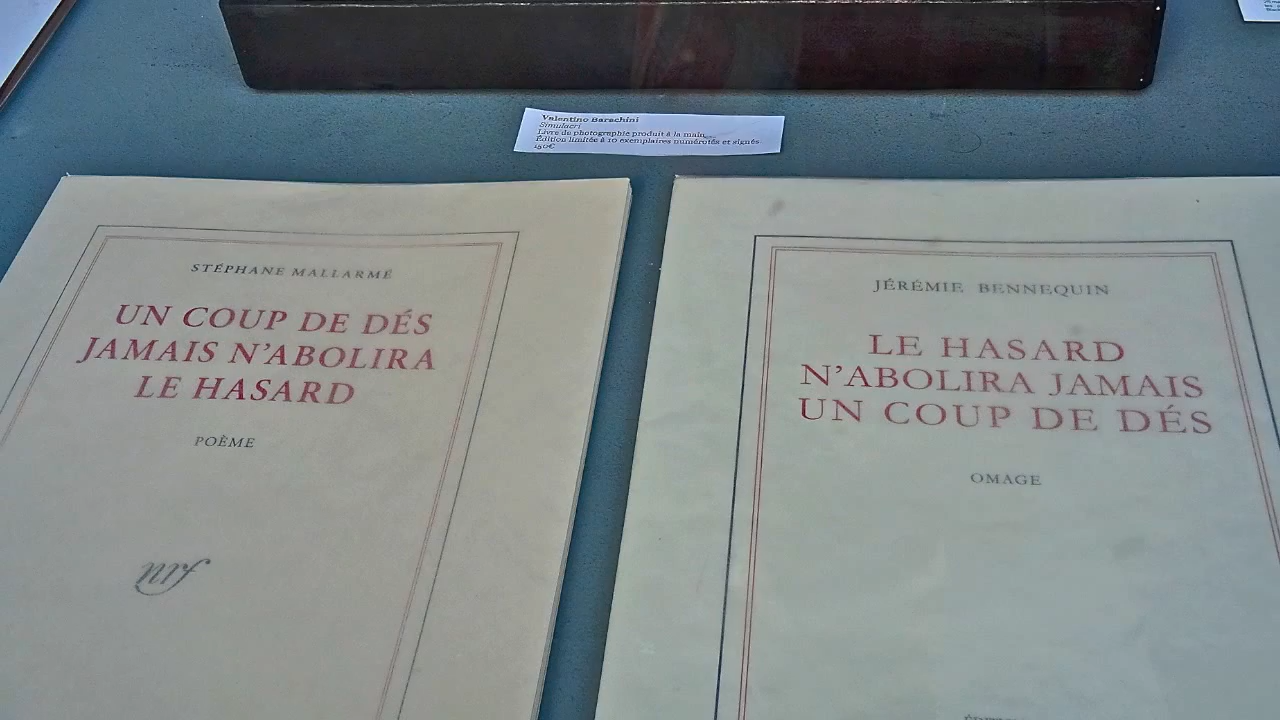 Valentino Barachini
Simulacri
Livre de photographie produit à la main
Édition limitée à 10 exemplaires numérotés et signés
150€
STÉPHANE MALLARMÉ
UN COUP DE DÉS
JAMAIS N'ABOLIRA
LE HASARD
POÈME
nrf
JÉRÉMIE BENNEQUIN
LE HASARD
N'ABOLIRA JAMAIS
UN COUP DE DÉS
OMAGE